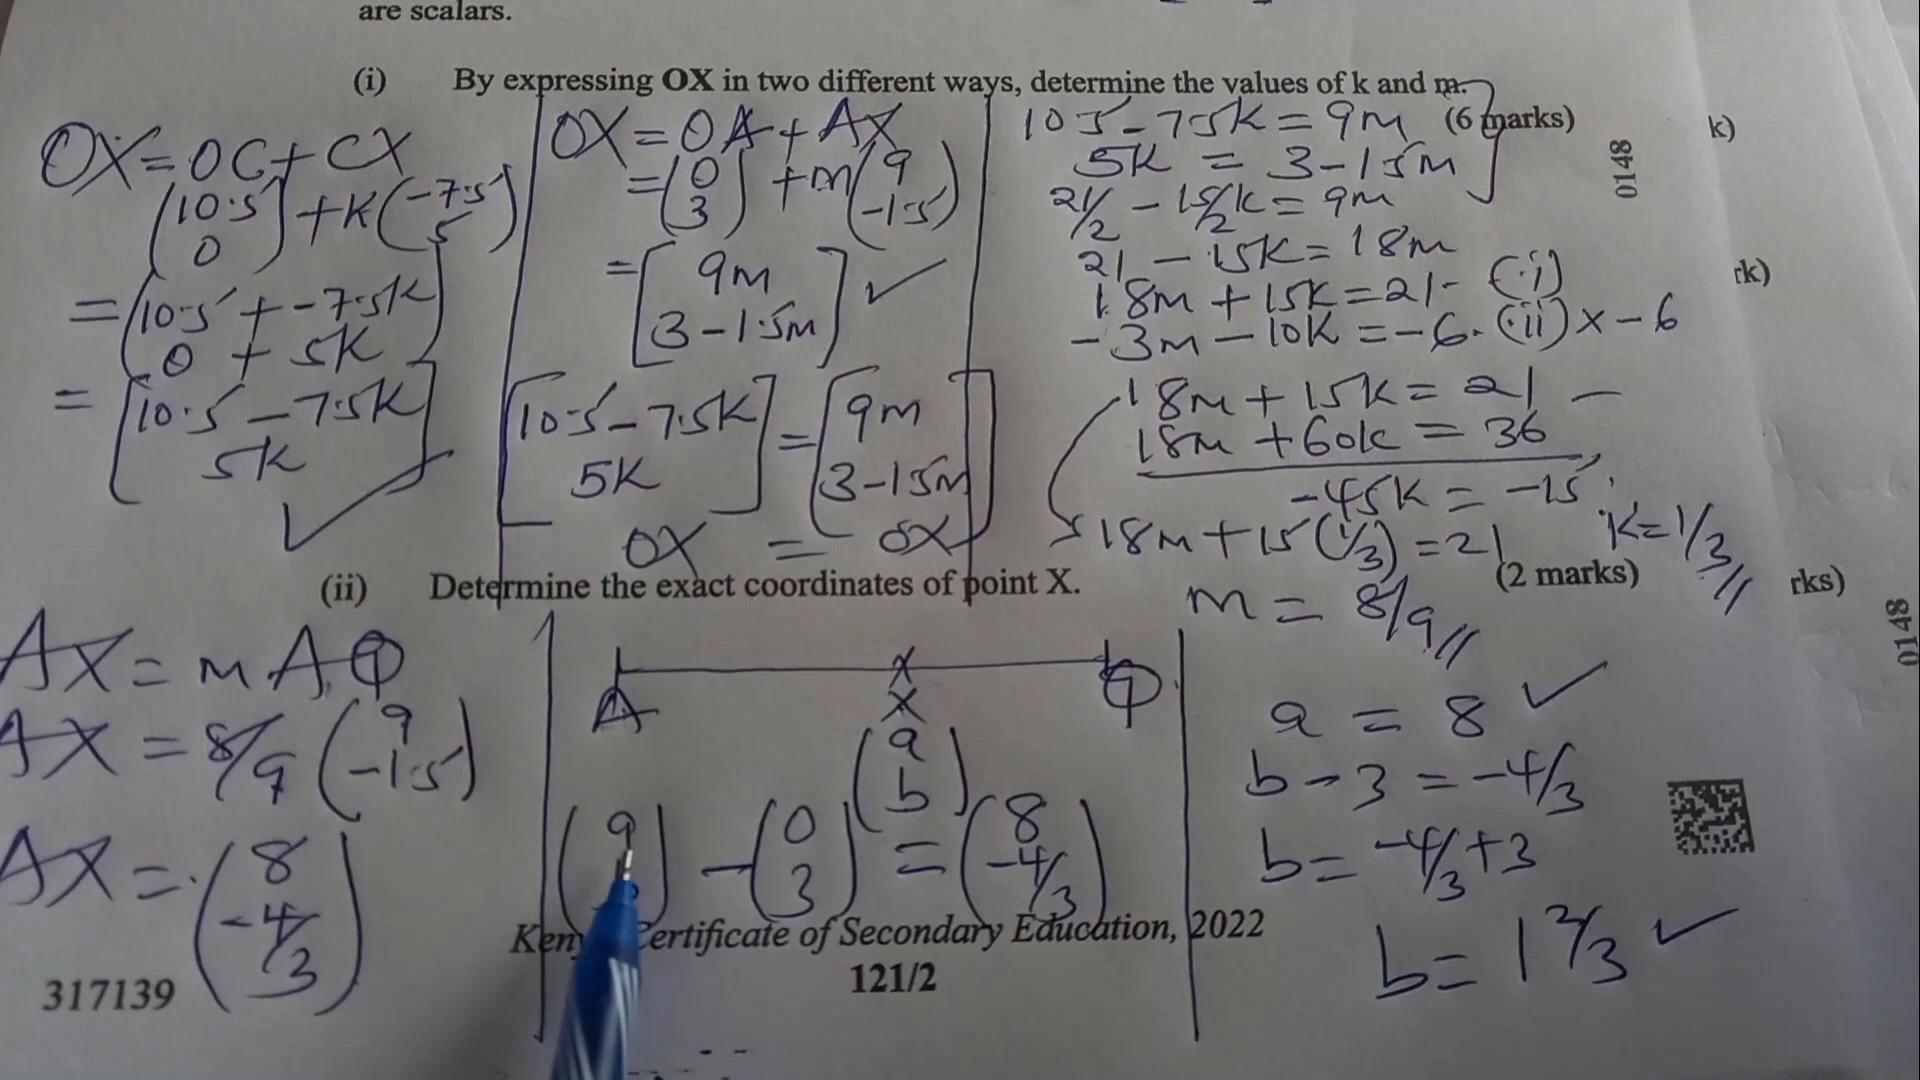 are scalars.
(i) By expressing OX in two different ways, determine the values of k and m.
(6 marks)
OX = OC + CX
(10.5 0) + K(-7.5 5)
= (10.5 + -7.5K
0 + 5K)
= [10.5 - 7.5K
5K]
OX = OA + AX
= (0 3) + m(9 -1.5)
= [9m
3 - 1.5m]
[10.5 - 7.5K 5K] = [9m 3 - 1.5m]
OX = OX
10.5 - 7.5K = 9m
5K = 3 - 1.5m
21/2 - 15/2K = 9m
21 - 15K = 18m
18m + 15K = 21 - (i)
-3m - 10K = -6 - (ii) x -6
18m + 15K = 21 -
18m + 60K = 36
-45K = -15
K = 1/3
18m + 15(1/3) = 21
m = 8/9
(ii) Determine the exact coordinates of point X.
(2 marks)
AX = m AQ
AX = 8/9 (9 -1.5)
AX = (8 -4/3)
A X Q
(a b)
(a - (0 3) = (8 -4/3)
a = 8
b - 3 = -4/3
b = -4/3 + 3
b = 1 2/3
Certificate of Secondary Education, 2022
121/2
317139
0148
k)
rk)
rks)
0148